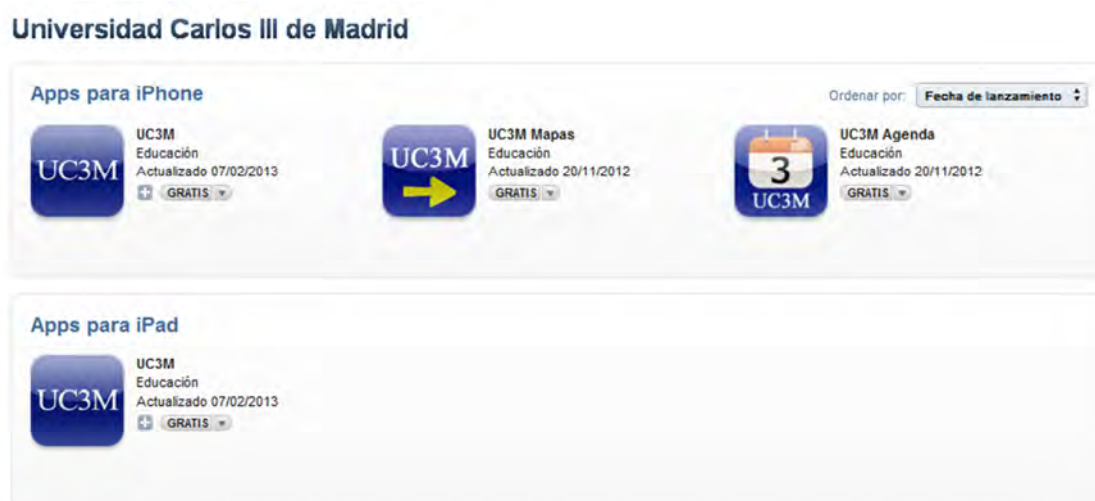 Universidad Carlos III de Madrid
Apps para iPhone
Ordenar por: Fecha de lanzamiento
UC3M
UC3M
Educación
Actualizado 07/02/2013
GRATIS
UC3M
UC3M Mapas
Educación
Actualizado 20/11/2012
GRATIS
3
UC3M
UC3M Agenda
Educación
Actualizado 20/11/2012
GRATIS
Apps para iPad
UC3M
UC3M
Educación
Actualizado 07/02/2013
GRATIS